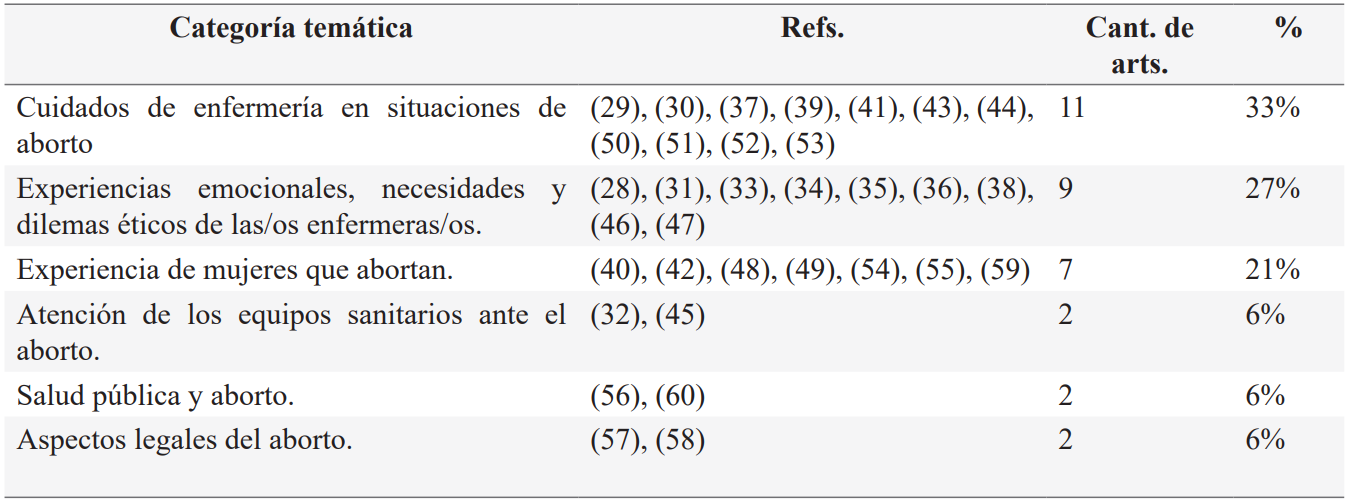 Categoría temática Refs. Cant. de %
arts.
Cuidados de enfermería en situaciones de (29), (30), (37), (39), (41), (43), (44), 11 33%
aborto (50), (51), (52), (53)
Experiencias emocionales, necesidades y (28), (31), (33), (34), (35), (36), (38), 9 27%
dilemas éticos de las/os enfermeras/os. (46), (47)
Experiencia de mujeres que abortan. (40), (42), (48), (49), (54), (55), (59) 7 21%
Atención de los equipos sanitarios ante el (32), (45) 2 6%
aborto.
Salud pública y aborto. (56), (60) 2 6%
Aspectos legales del aborto. (57), (58) 2 6%